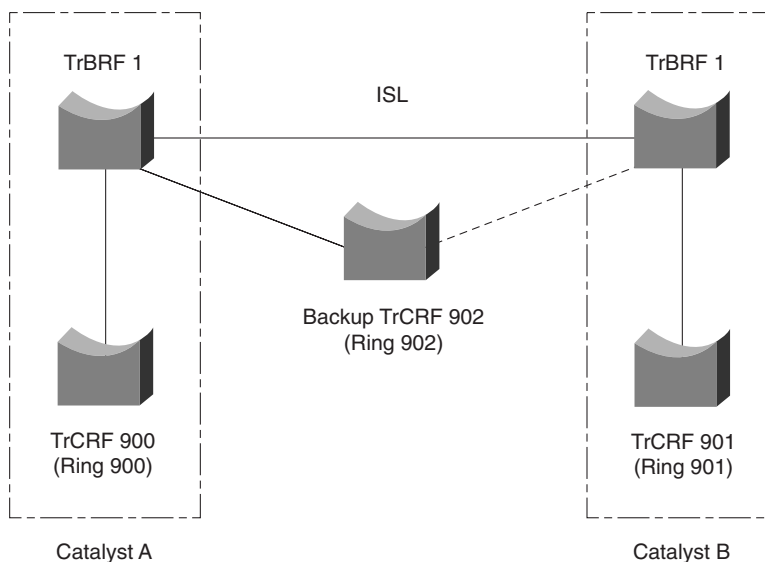 TrBRF 1
TrBRF 1
ISL
Backup TrCRF 902
(Ring 902)
TrCRF 900
(Ring 900)
TrCRF 901
(Ring 901)
Catalyst A
Catalyst B